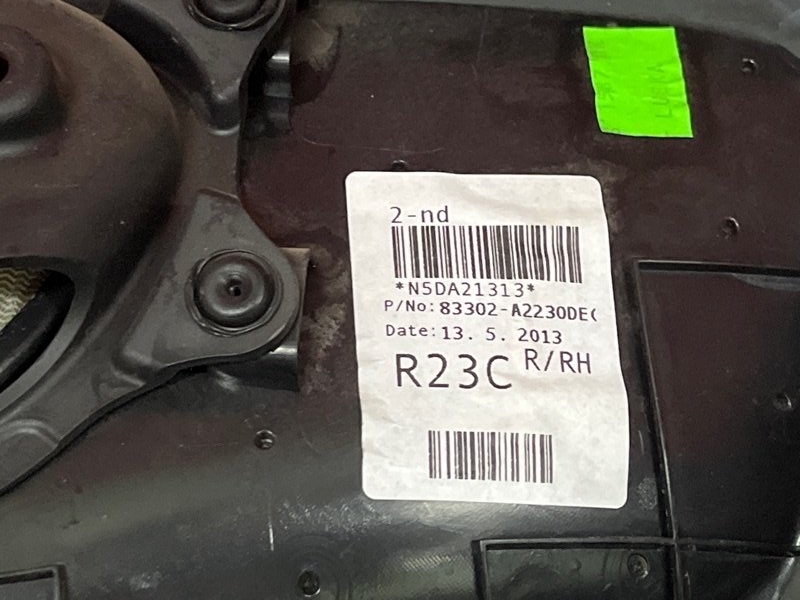 2-nd
*N5DA21313*
P/No: 83302-A2230DE(
Date: 13. 5. 2013
R23C R/RH